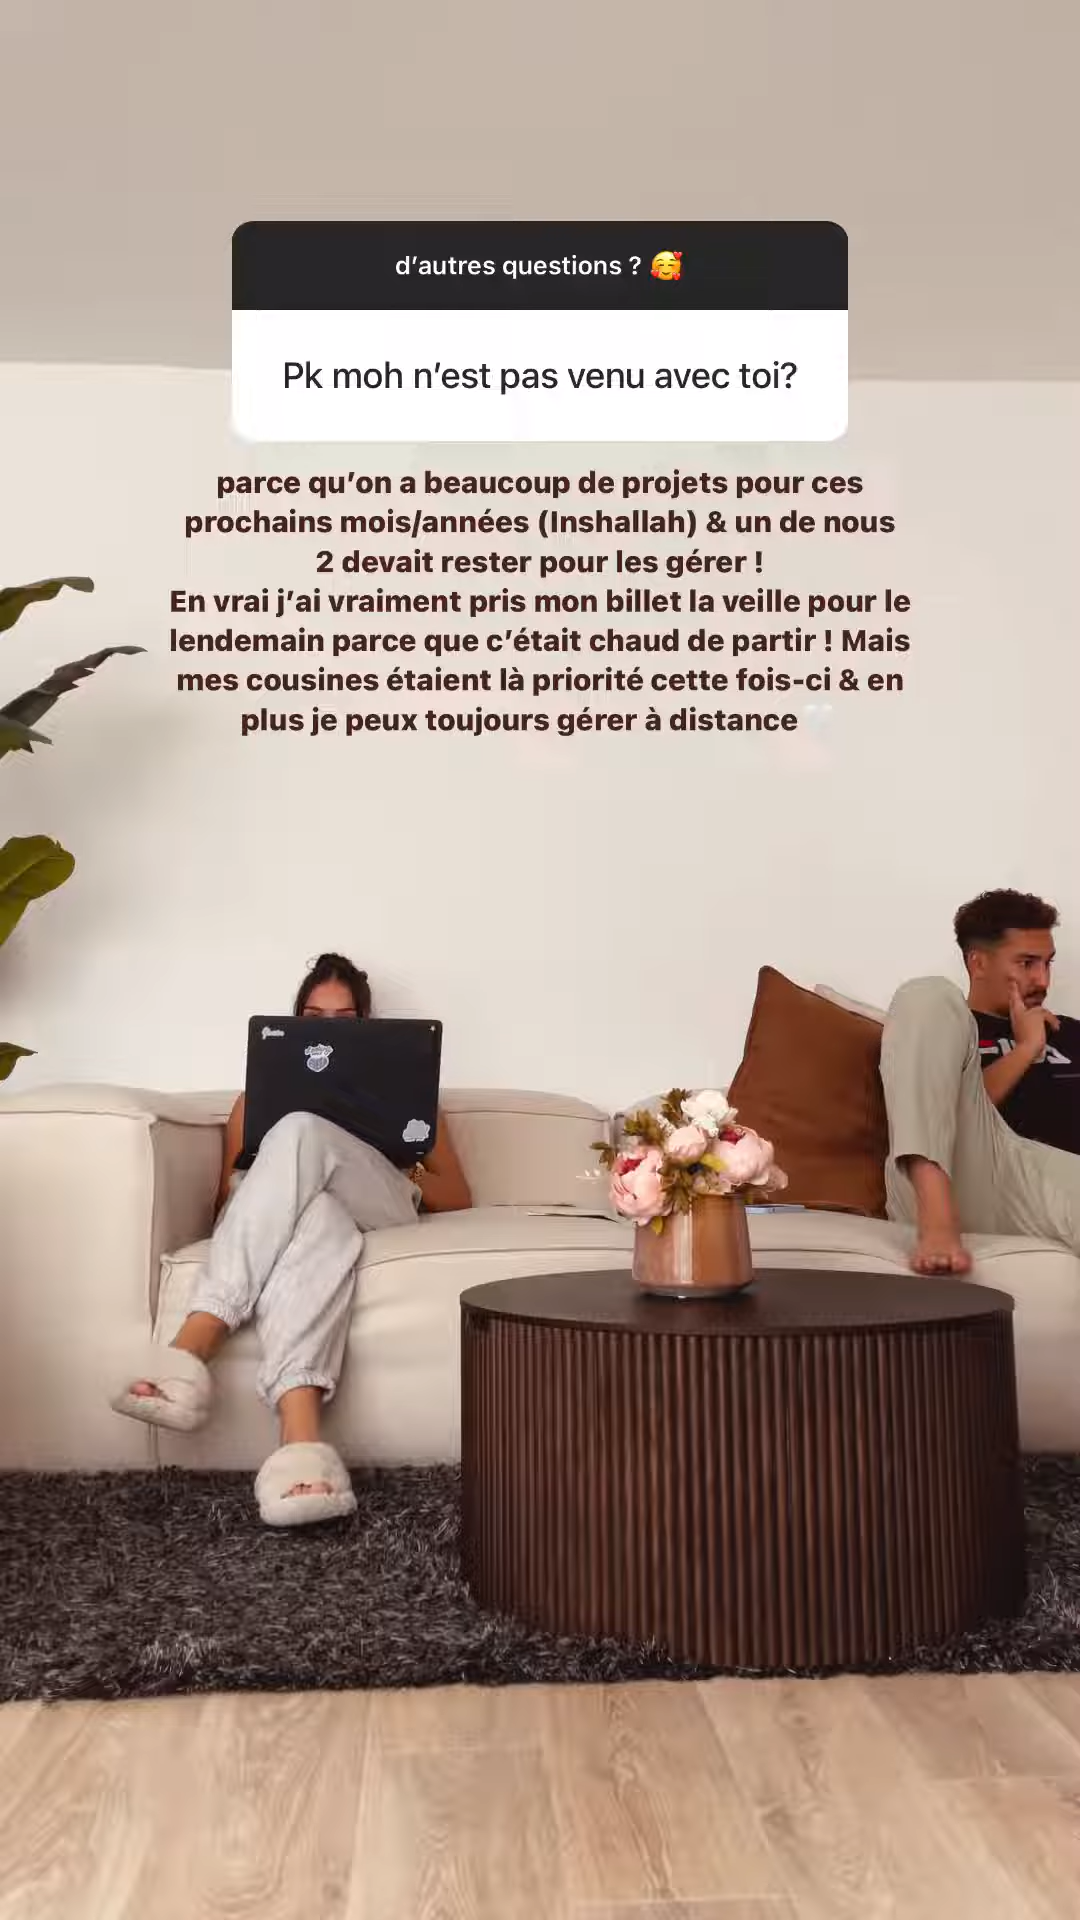 d’autres questions ? 🥰
Pk moh n’est pas venu avec toi?
parce qu’on a beaucoup de projets pour ces
prochains mois/années (Inshallah) & un de nous
2 devait rester pour les gérer !
En vrai j’ai vraiment pris mon billet la veille pour le
lendemain parce que c’était chaud de partir ! Mais
mes cousines étaient là priorité cette fois-ci & en
plus je peux toujours gérer à distance